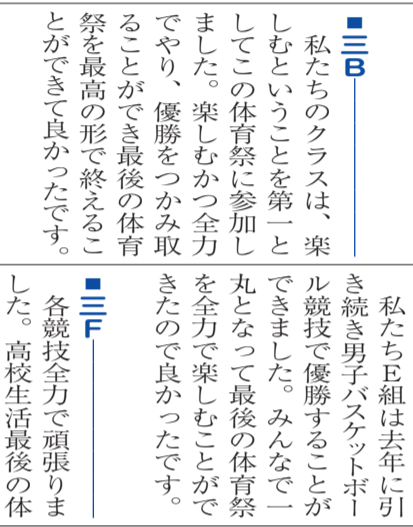 ■三B
私たちのクラスは、楽
しむということを第一と
してこの体育祭に参加し
ました。楽しむかつ全力
でやり、優勝をつかみ取
ることができ最後の体育
祭を最高の形で終えるこ
とができて良かったです。
私たちE組は去年に引
き続き男子バスケットボー
ル競技で優勝することが
できました。みんなで一
丸となって最後の体育祭
を全力で楽しむことがで
きたので良かったです。
■三F
各競技全力で頑張りま
した。高校生活最後の体